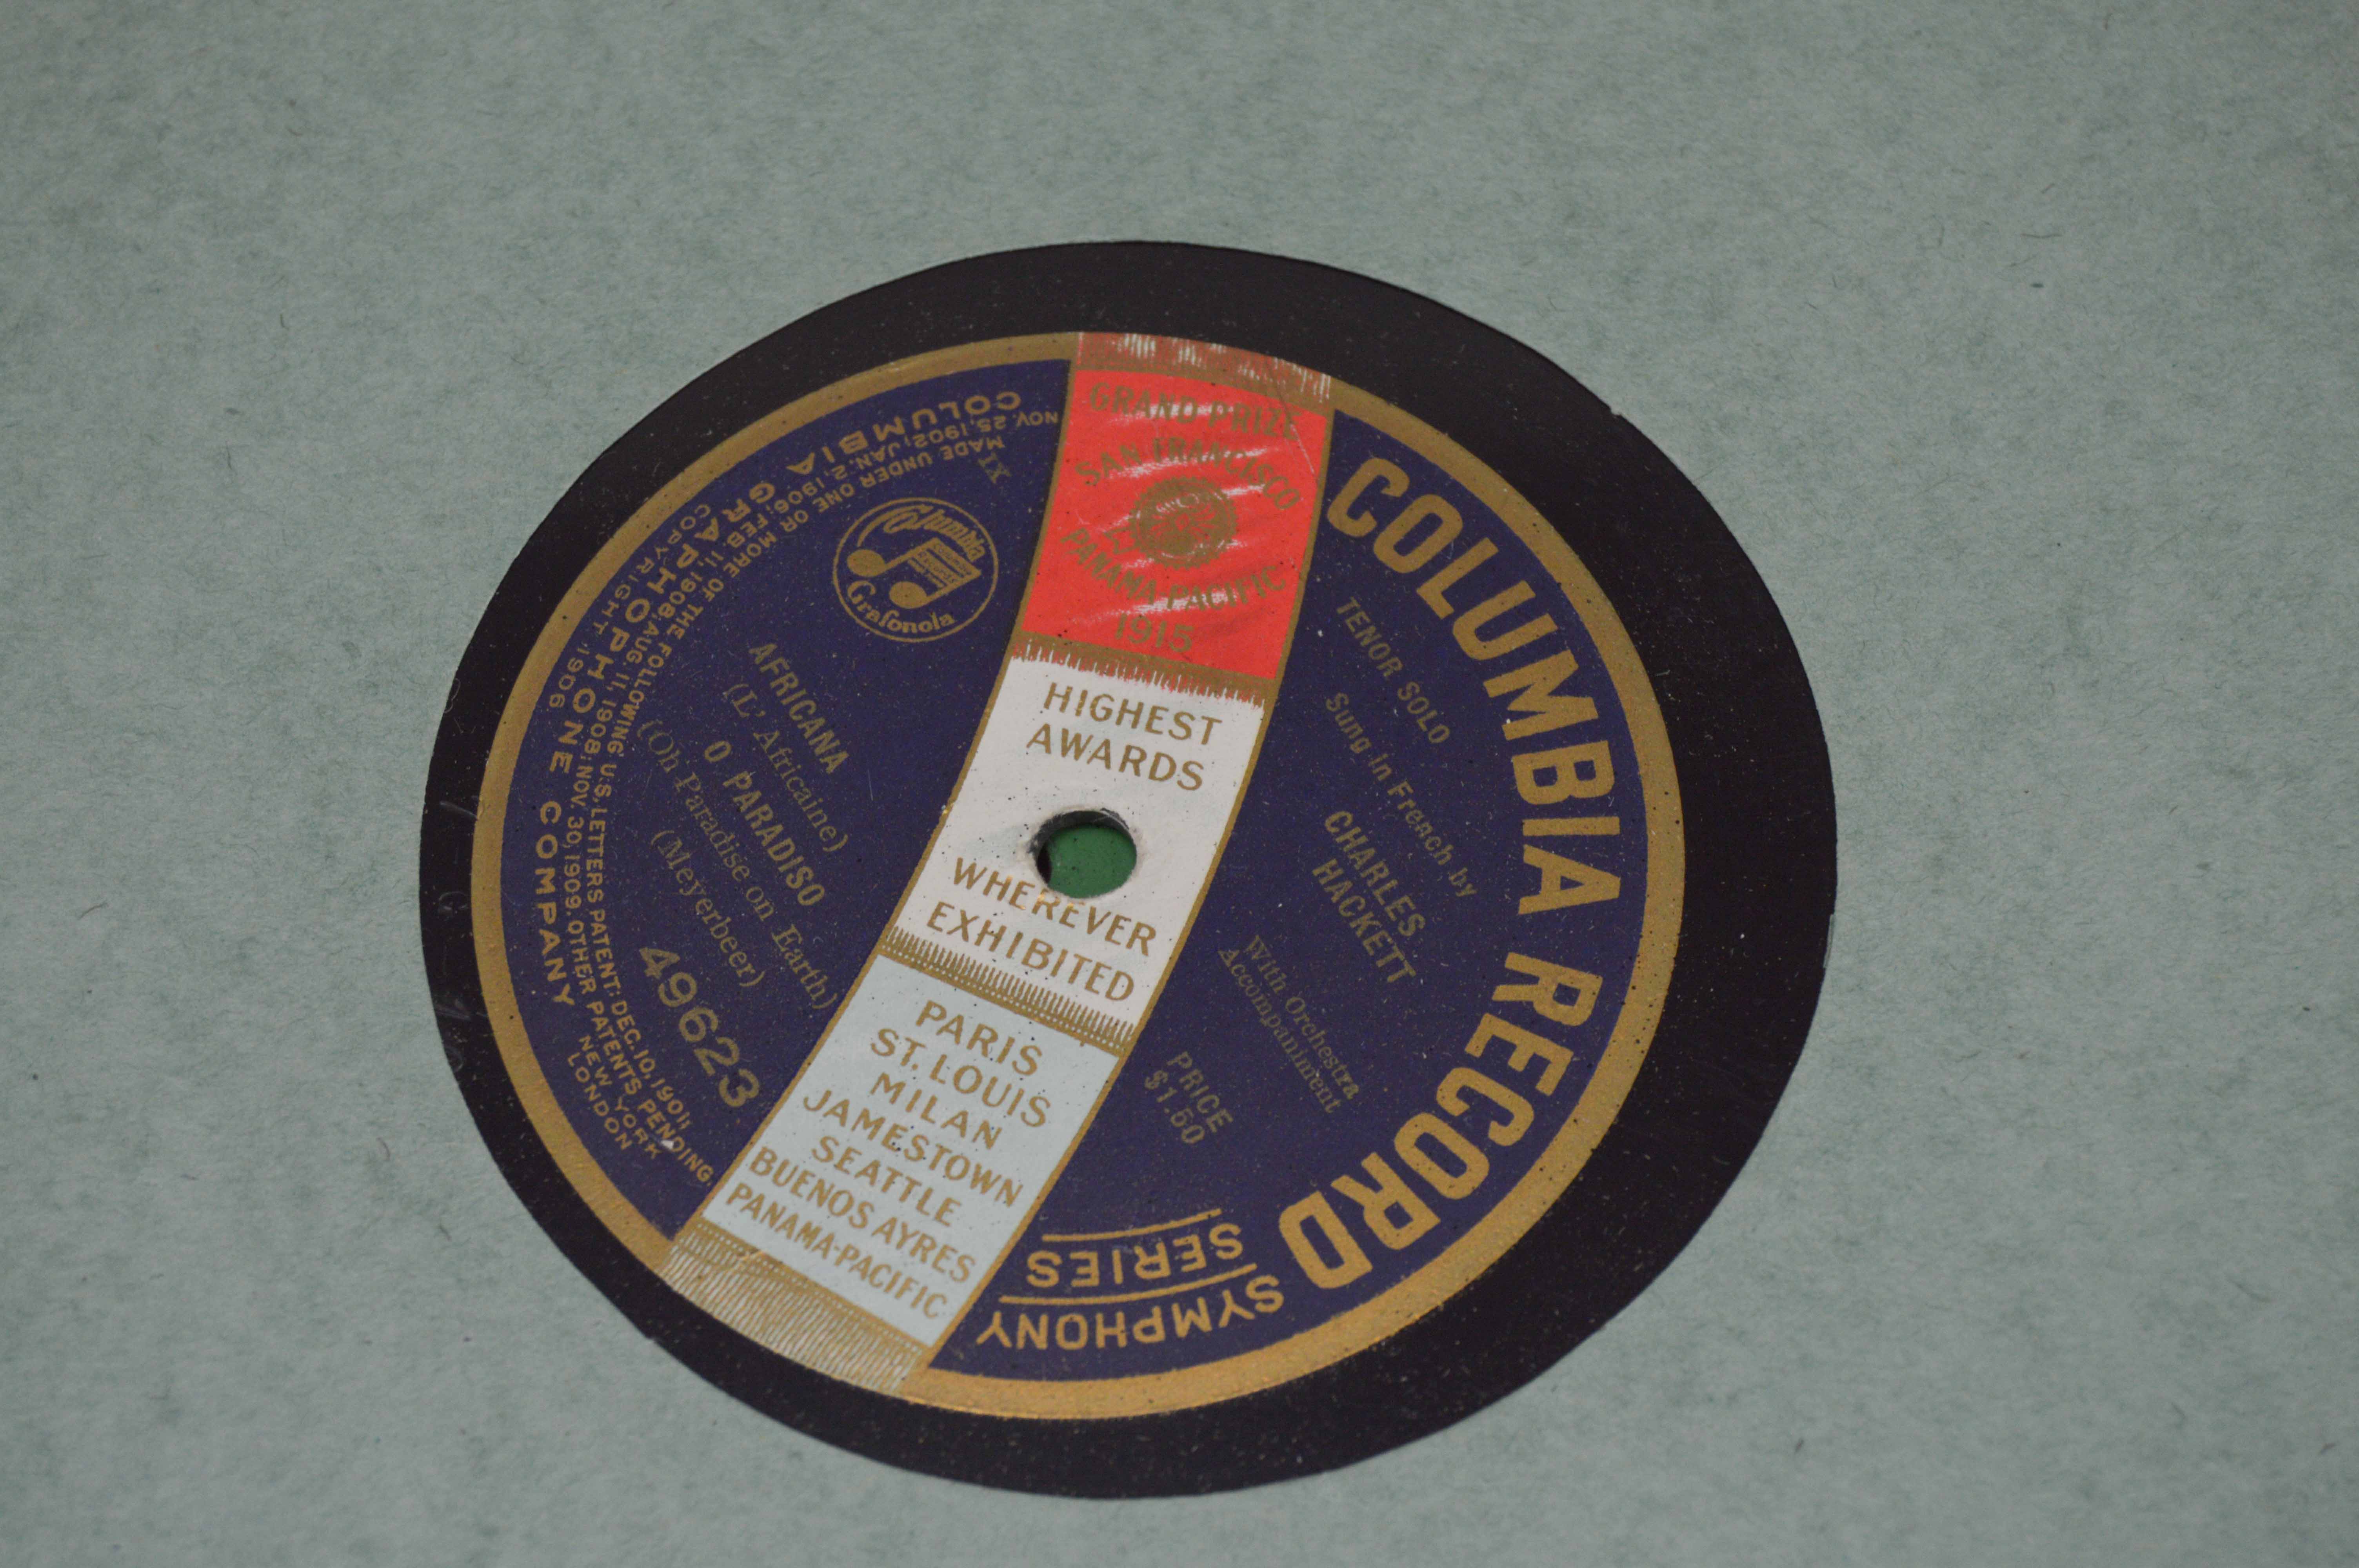 COLUMBIA RECORD
SYMPHONY
SERIES
TENOR SOLO
Sung in French by
CHARLES
HACKETT
With Orchestra
Accompaniment
PRICE
$1.50
GRAND PRIZE
SAN FRANCISCO
PANAMA-PACIFIC
1915
HIGHEST
AWARDS
WHEREVER
EXHIBITED
PARIS
ST. LOUIS
MILAN
JAMESTOWN
SEATTLE
BUENOS AYRES
PANAMA-PACIFIC
Columbia
Grafonola
IX
AFRICANA
(L' Africaine)
O PARADISO
(Oh Paradise on Earth)
(Meyerbeer)
49623
MADE UNDER ONE OR MORE OF THE FOLLOWING U.S. LETTERS PATENT: DEC. 10, 1901;
NOV. 25, 1902; JAN. 2, 1906; FEB. 11, 1908; AUG. 11, 1908; NOV. 30, 1909. OTHER PATENTS PENDING.
COPYRIGHT 1906
COLUMBIA GRAPHOPHONE COMPANY NEW YORK
LONDON